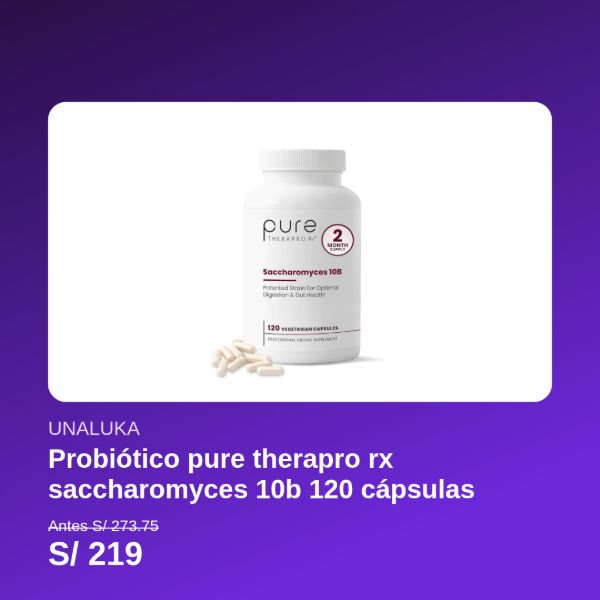 pure
THERAPRO Rx®
2
MONTH
SUPPLY
Saccharomyces 10B
Patented Strain For Optimal
Digestion & Gut Health*
120 VEGETARIAN CAPSULES
PROFESSIONAL DIETARY SUPPLEMENT
UNALUKA
Probiótico pure therapro rx
saccharomyces 10b 120 cápsulas
Antes S/ 273.75
S/ 219